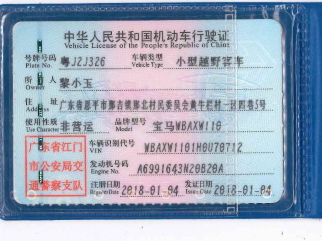 中华人民共和国机动车行驶证
Vehicle License of the People's Republic of China
号牌号码 粤J2J326 车辆类型 小型越野客车
Plate No. Vehicle Type
所有人 黎小玉
Owner
住址 广东省恩平市那吉镇那北村民委员会黄牛栏村一巷四巷5号
Address
使用性质 非营运 品牌型号 宝马WBAXW110
Use Character Model
广东省江门
市公安局交
通警察支队
车辆识别代号 WBAXW1101H0U70712
VIN
发动机号码 A6991643N20B20A
Engine No.
注册日期 2018-01-04 发证日期 2018-01-04
Register Date Issue Date